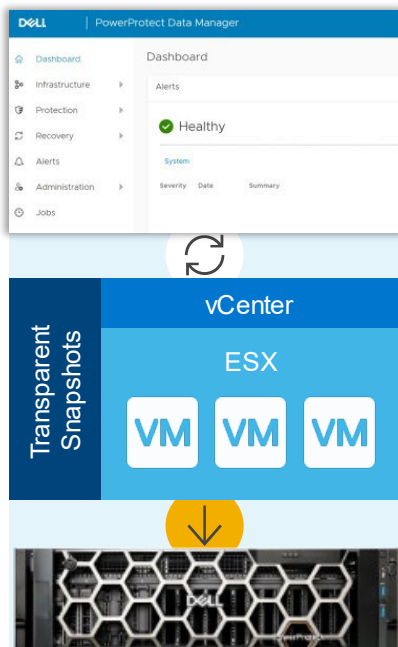 DELL | PowerProtect Data Manager
Dashboard
Infrastructure
Protection
Recovery
Alerts
Administration
Jobs
Dashboard
Alerts
Healthy
System
Severity Date Summary
Transparent
Snapshots
vCenter
ESX
VM VM VM
DELL
PowerProtect